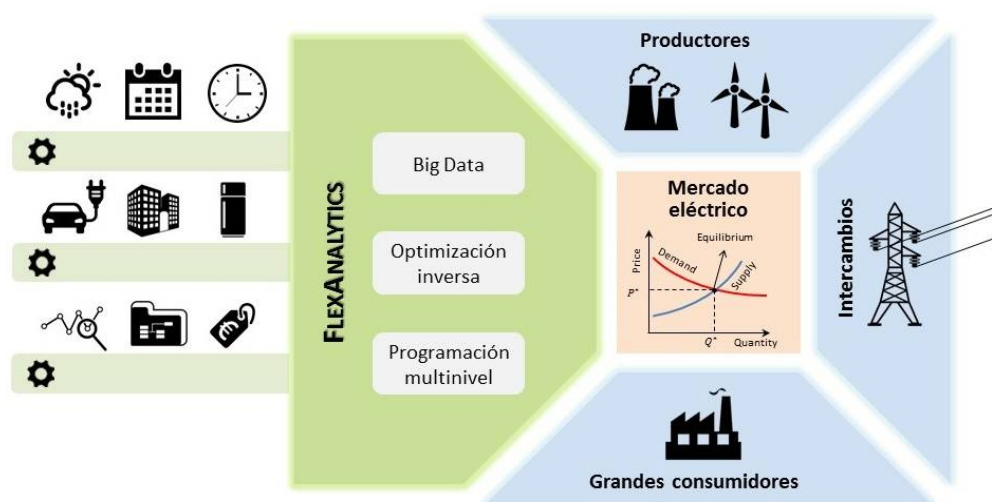 FLEXANALYTICS
Big Data
Optimización
inversa
Programación
multinivel
Productores
Mercado
eléctrico
Equilibrium
Price
Demand
Supply
P*
Q*
Quantity
Intercambios
Grandes consumidores